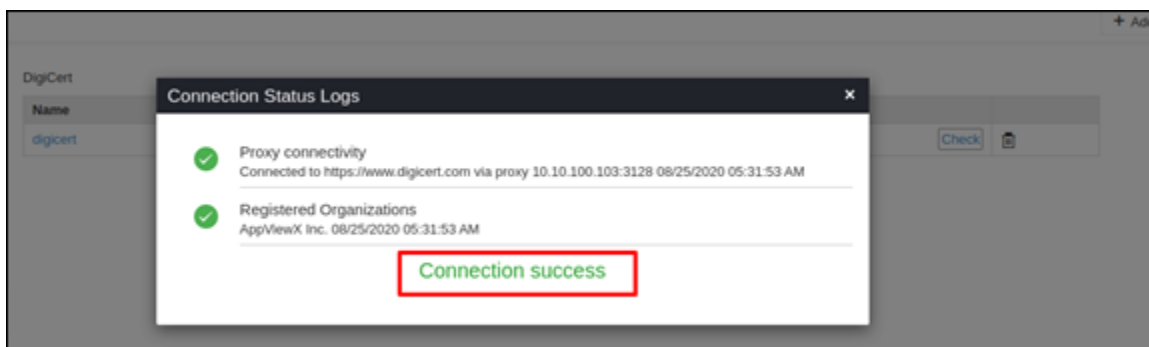 + Ad
DigiCert
Connection Status Logs ×
Name
digicert
Check
Proxy connectivity
Connected to https://www.digicert.com via proxy 10.10.100.103:3128 08/25/2020 05:31:53 AM
Registered Organizations
AppViewX Inc. 08/25/2020 05:31:53 AM
Connection success